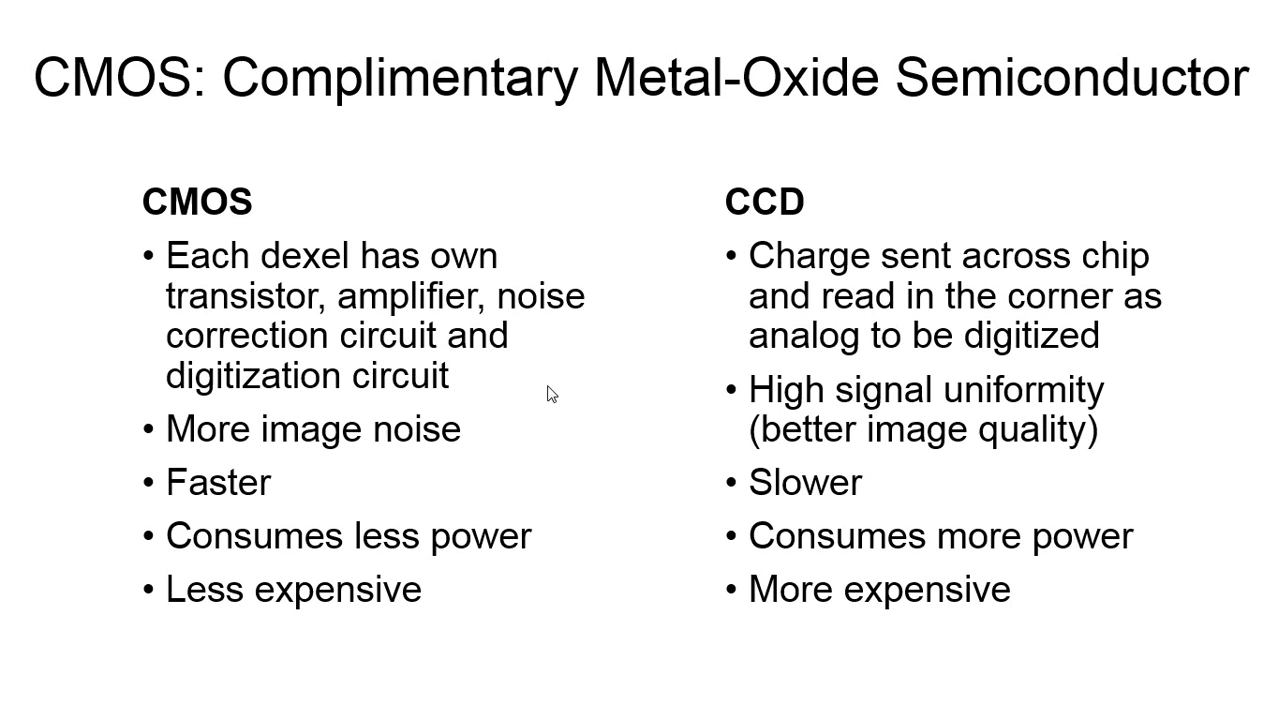 CMOS: Complimentary Metal-Oxide Semiconductor
CMOS
• Each dexel has own
transistor, amplifier, noise
correction circuit and
digitization circuit
• More image noise
• Faster
• Consumes less power
• Less expensive
CCD
• Charge sent across chip
and read in the corner as
analog to be digitized
• High signal uniformity
(better image quality)
• Slower
• Consumes more power
• More expensive